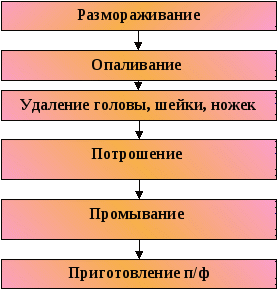 Размораживание
Опаливание
Удаление головы, шейки, ножек
Потрошение
Промывание
Приготовление п/ф